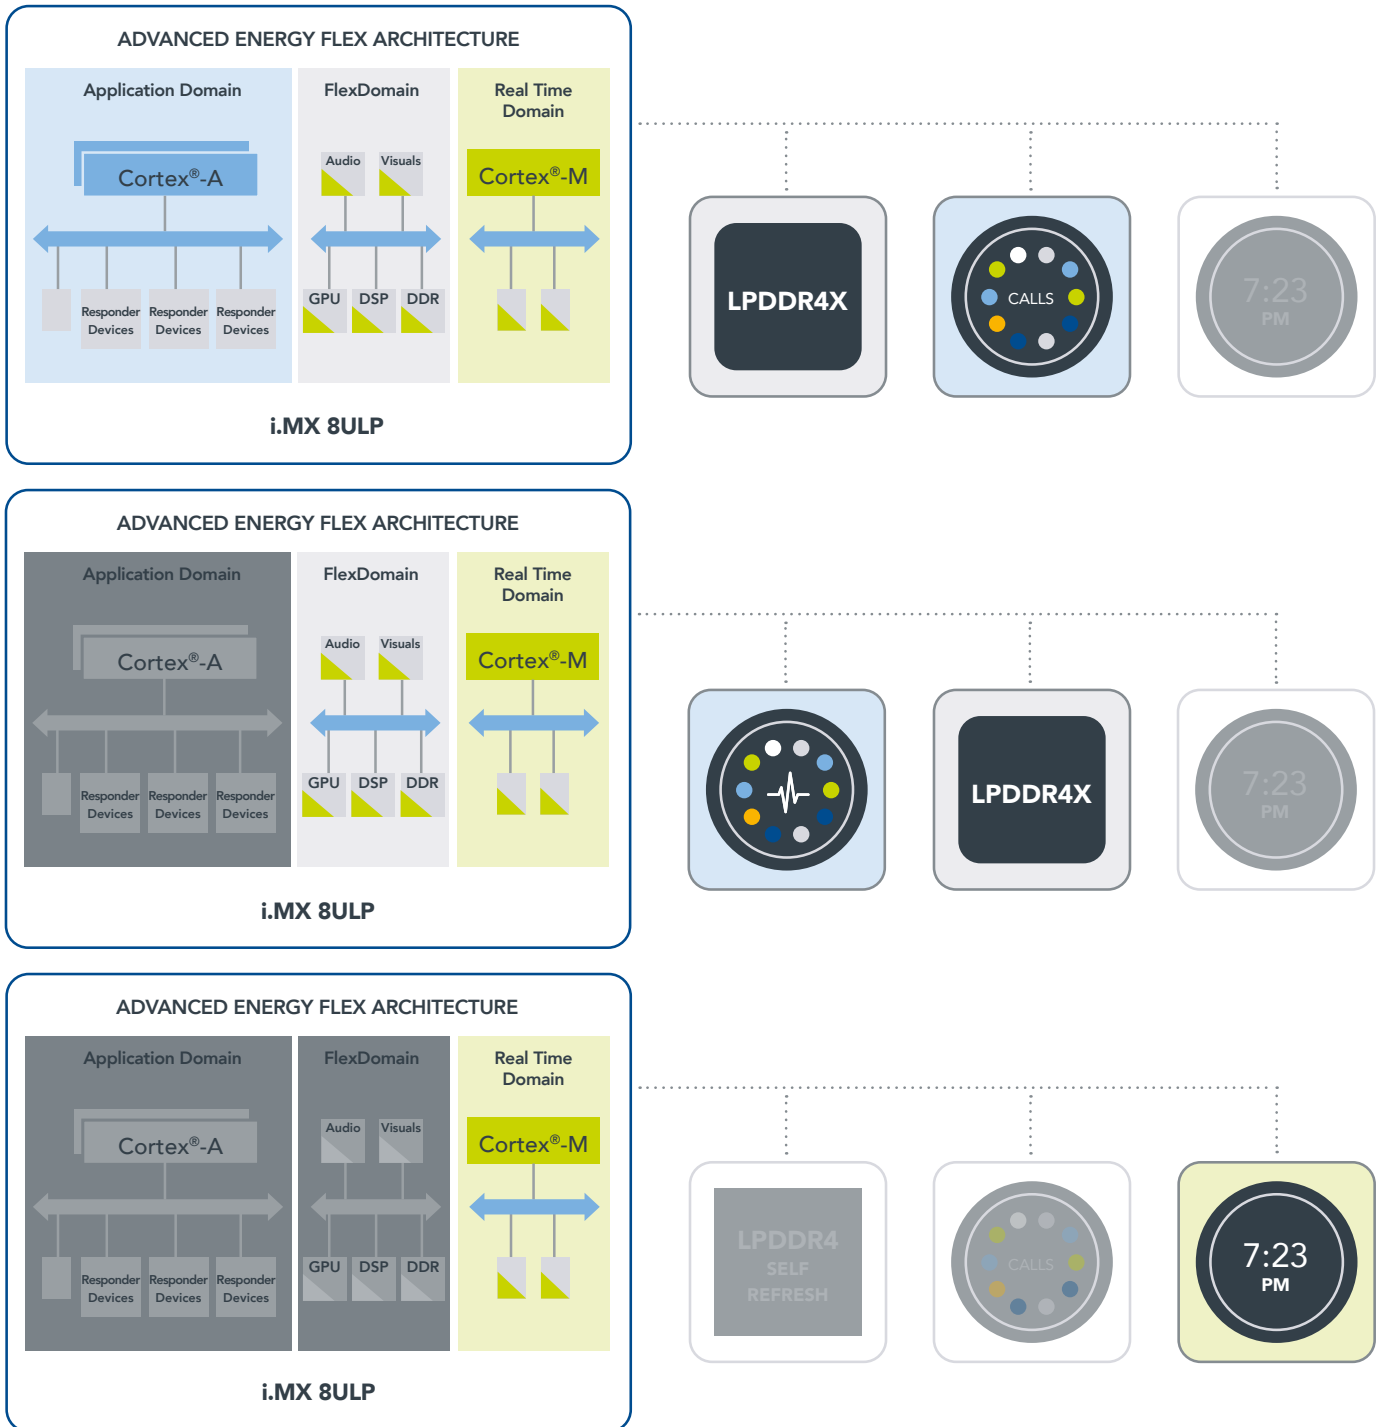 ADVANCED ENERGY FLEX ARCHITECTURE
Application Domain
FlexDomain
Real Time
Domain
Cortex®-A
Audio
Visuals
Cortex®-M
Responder
Devices
Responder
Devices
Responder
Devices
GPU
DSP
DDR
i.MX 8ULP
LPDDR4X
CALLS
7:23
PM
ADVANCED ENERGY FLEX ARCHITECTURE
Application Domain
FlexDomain
Real Time
Domain
Cortex®-A
Audio
Visuals
Cortex®-M
Responder
Devices
Responder
Devices
Responder
Devices
GPU
DSP
DDR
i.MX 8ULP
LPDDR4X
7:23
PM
ADVANCED ENERGY FLEX ARCHITECTURE
Application Domain
FlexDomain
Real Time
Domain
Cortex®-A
Audio
Visuals
Cortex®-M
Responder
Devices
Responder
Devices
Responder
Devices
GPU
DSP
DDR
i.MX 8ULP
LPDDR4
SELF
REFRESH
CALLS
7:23
PM